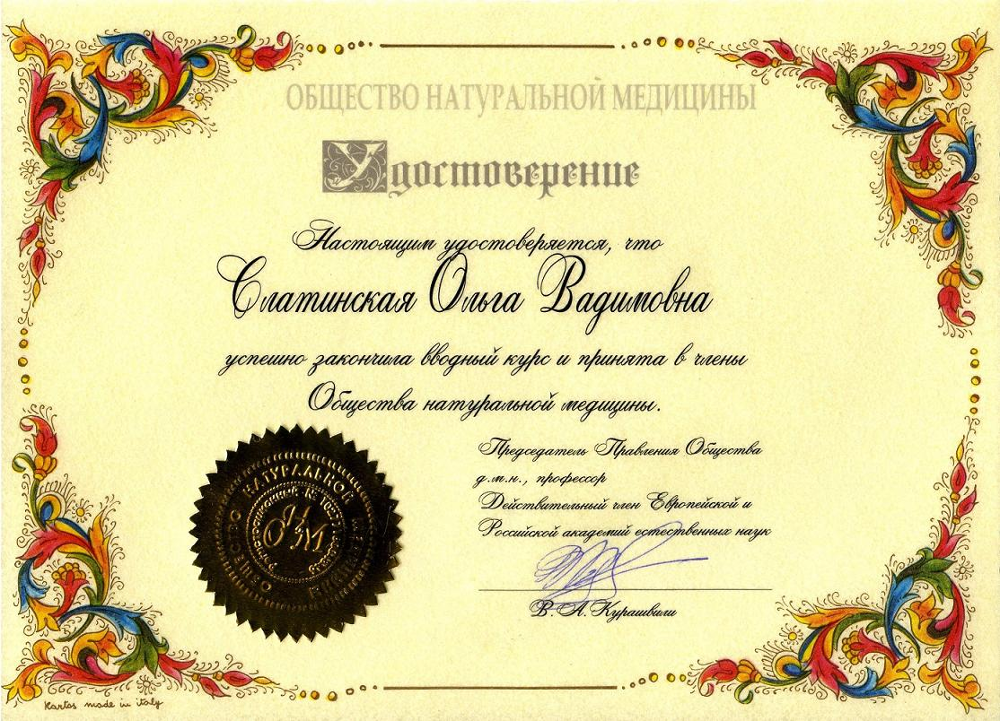 ОБЩЕСТВО НАТУРАЛЬНОЙ МЕДИЦИНЫ
Удостоверение
Настоящим удостоверяется, что
Слатинская Ольга Вадимовна
успешно закончила вводный курс и принята в члены
Общества натуральной медицины.
Председатель Правления Общества
д.м.н., профессор
Действительный член Европейской и
Российской академий естественных наук
В. А. Курашвили
ОБЩЕСТВО НАТУРАЛЬНОЙ МЕДИЦИНЫ
ОНМ
Kartos made in italy